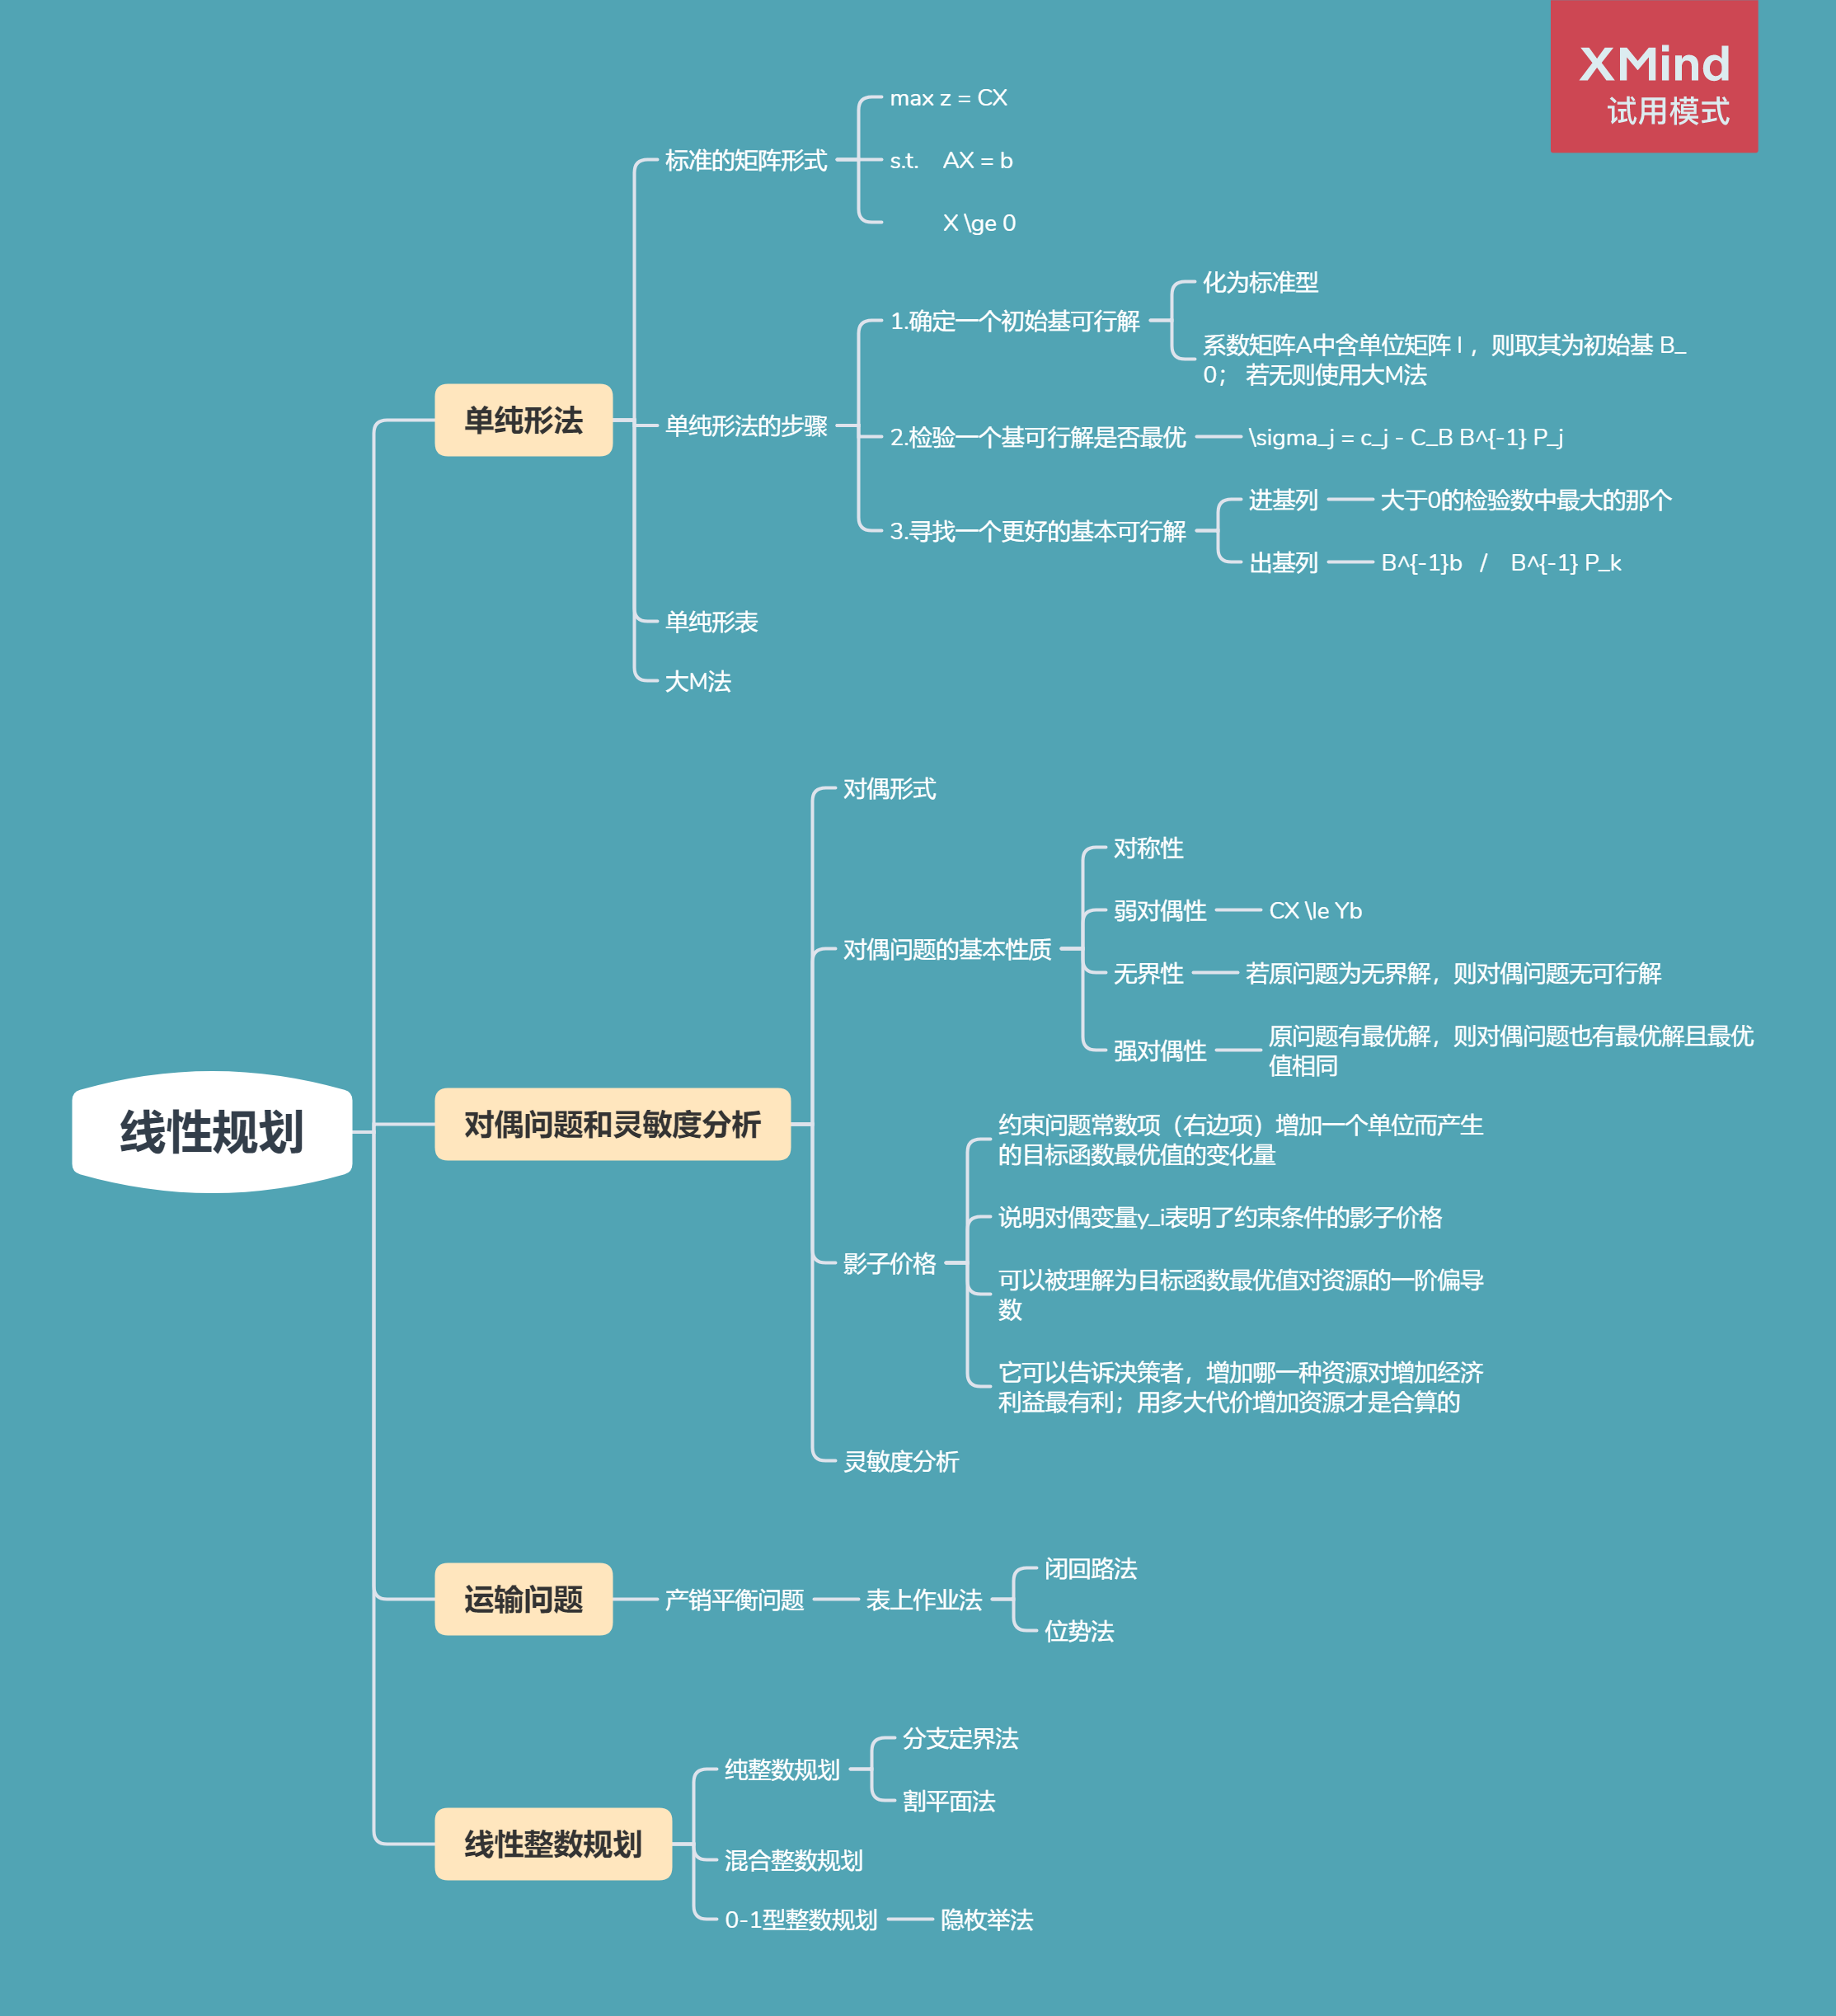 XMind
试用模式
线性规划
单纯形法
标准的矩阵形式
max z = CX
s.t. AX = b
X \ge 0
单纯形法的步骤
1.确定一个初始基可行解
化为标准型
系数矩阵A中含单位矩阵 I ，则取其为初始基 B_
0； 若无则使用大M法
2.检验一个基可行解是否最优
\sigma_j = c_j - C_B B^{-1} P_j
3.寻找一个更好的基本可行解
进基列
大于0的检验数中最大的那个
出基列
B^{-1}b / B^{-1} P_k
单纯形表
大M法
对偶问题和灵敏度分析
对偶形式
对偶问题的基本性质
对称性
弱对偶性
CX \le Yb
无界性
若原问题为无界解，则对偶问题无可行解
强对偶性
原问题有最优解，则对偶问题也有最优解且最优
值相同
影子价格
约束问题常数项（右边项）增加一个单位而产生
的目标函数最优值的变化量
说明对偶变量y_i表明了约束条件的影子价格
可以被理解为目标函数最优值对资源的一阶偏导
数
它可以告诉决策者，增加哪一种资源对增加经济
利益最有利；用多大代价增加资源才是合算的
灵敏度分析
运输问题
产销平衡问题
表上作业法
闭回路法
位势法
线性整数规划
纯整数规划
分支定界法
割平面法
混合整数规划
0-1型整数规划
隐枚举法